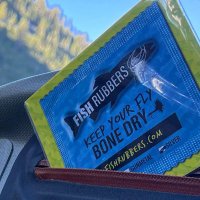 FISH RUBBERS
KEEP YOUR FLY
BONE DRY
FISHRUBBERS.COM